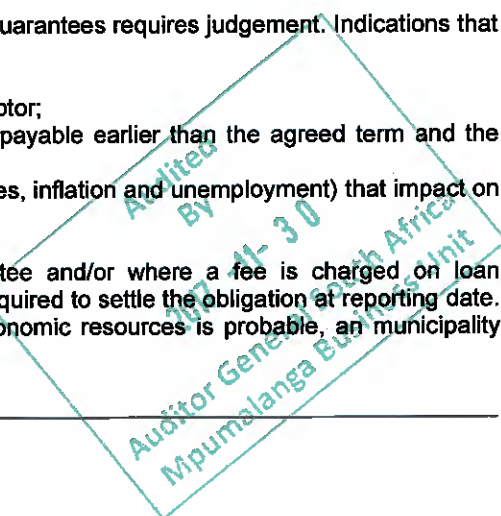 uarantees requires judgement. Indications that
otor;
payable earlier than the agreed term and the
es, inflation and unemployment) that impact on
tee and/or where a fee is charged on loan
quired to settle the obligation at reporting date.
onomic resources is probable, an municipality
Audited
By
2017 -11- 30
Auditor General South Africa
Mpumalanga Business Unit